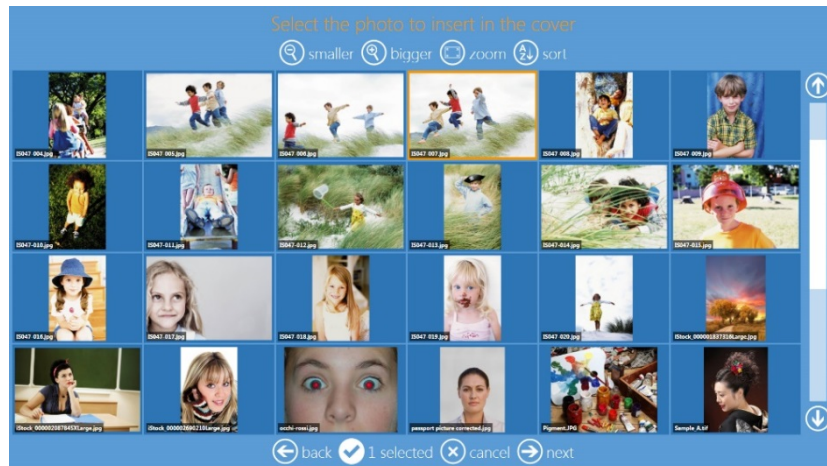 Select the photo to insert in the cover
smaller bigger zoom sort
IS047-004.jpg IS047-005.jpg IS047-006.jpg IS047-007.jpg IS047-008.jpg IS047-009.jpg
IS047-010.jpg IS047-011.jpg IS047-012.jpg IS047-013.jpg IS047-014.jpg IS047-015.jpg
IS047-016.jpg IS047-017.jpg IS047-018.jpg IS047-019.jpg IS047-020.jpg
occhi-rossi.jpg passport picture corrected.jpg Pigment.JPG Sample_A.tif
back 1 selected cancel next